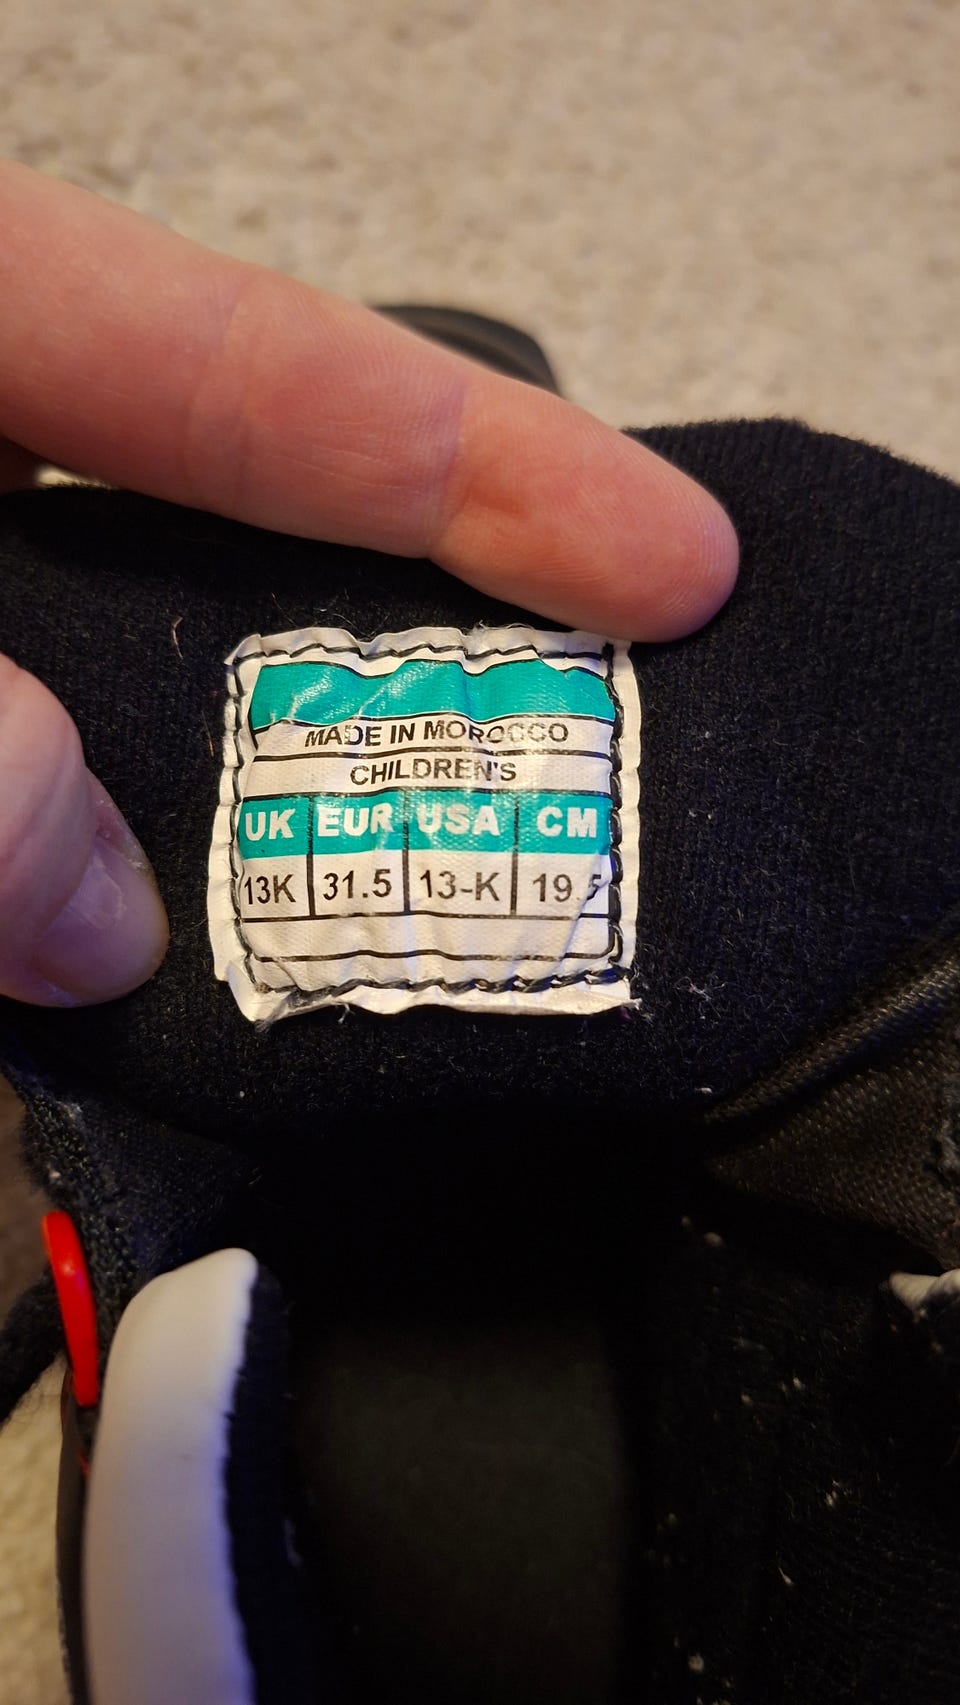 MADE IN MOROCCO
CHILDREN'S
UK EUR USA CM
13K 31.5 13-K 19.5